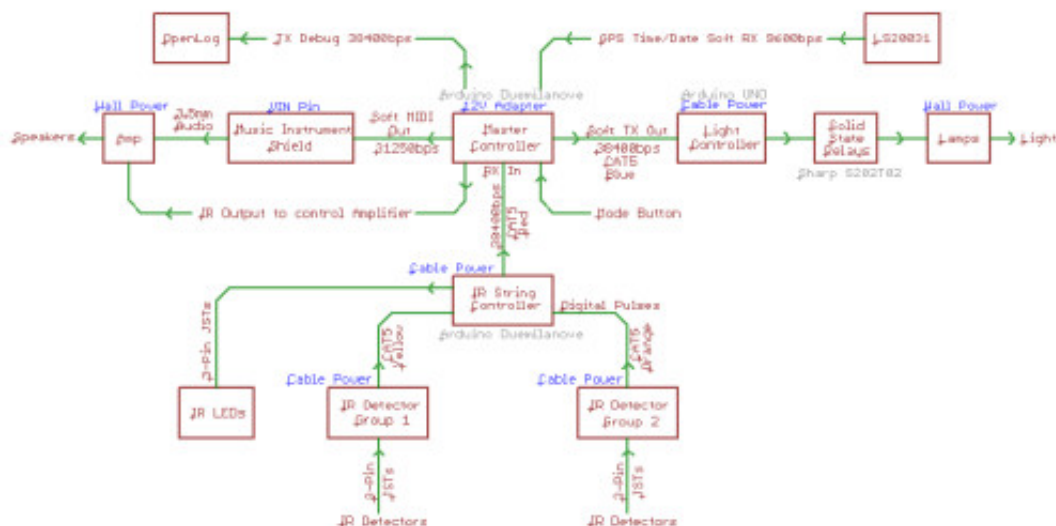 OpenLog
TX Debug 38400bps
GPS Time/Date Soft RX 9600bps
LS20031
Arduino Duemilanove
Arduino UNO
Wall Power
3.5mm
Audio
VIN Pin
Soft MIDI
Out
31250bps
12V Adapter
Cable Power
Wall Power
Speakers
Amp
Music Instrument
Shield
Master
Controller
Soft TX Out
38400bps
CAT5
Blue
Light
Controller
Solid
State
Relays
Lamps
Light
Sharp S202T02
RX In
38400bps
CAT5
Red
IR Output to control Amplifier
Mode Button
Cable Power
IR String
Controller
Digital Pulses
Arduino Duemilanove
2-Pin JSTs
CAT5
Yellow
CAT5
Orange
Cable Power
Cable Power
IR LEDs
IR Detector
Group 1
IR Detector
Group 2
JSTs
JSTs
IR Detectors
IR Detectors